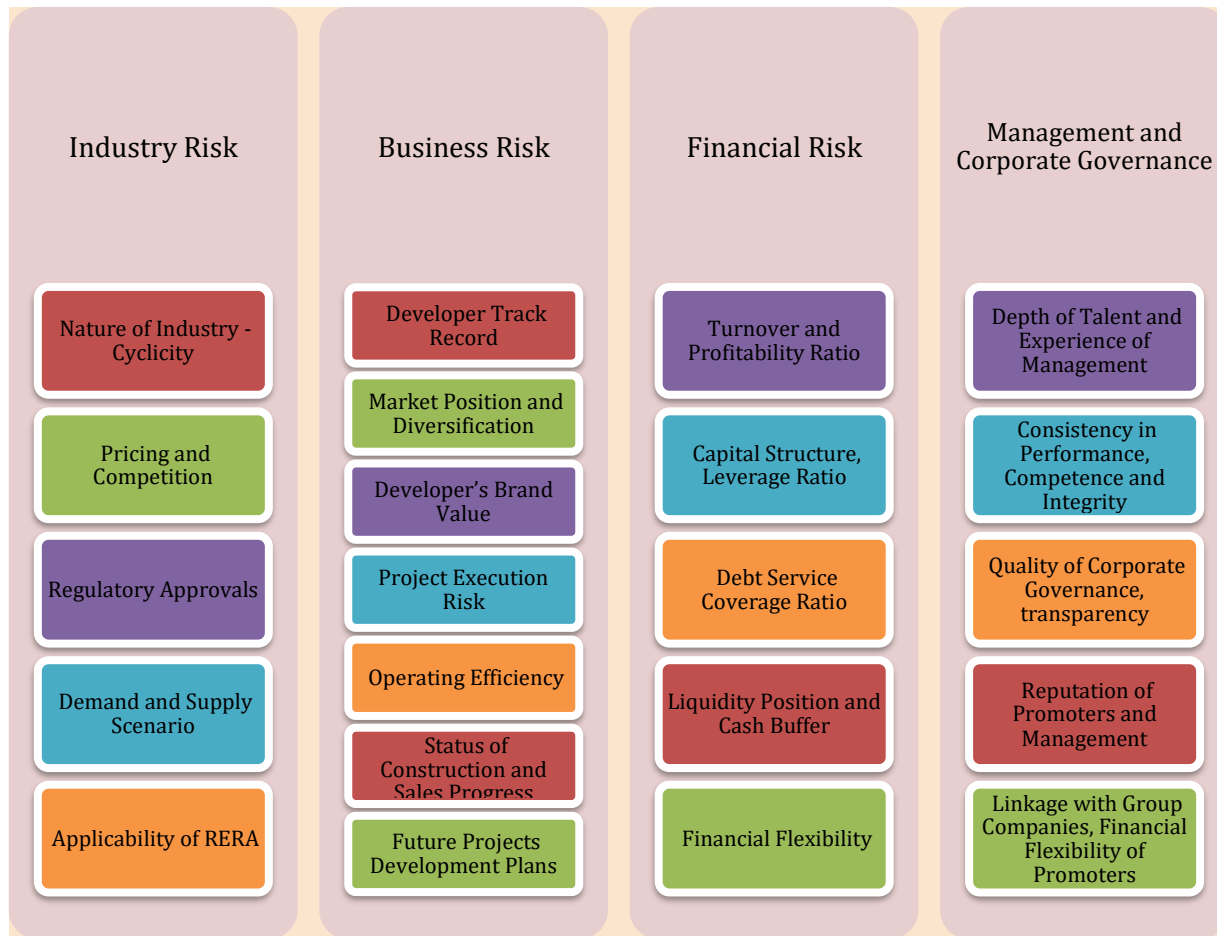 Industry Risk
Nature of Industry -
Cyclicity
Pricing and
Competition
Regulatory Approvals
Demand and Supply
Scenario
Applicability of RERA
Business Risk
Developer Track
Record
Market Position and
Diversification
Developer’s Brand
Value
Project Execution
Risk
Operating Efficiency
Status of
Construction and
Sales Progress
Future Projects
Development Plans
Financial Risk
Turnover and
Profitability Ratio
Capital Structure,
Leverage Ratio
Debt Service
Coverage Ratio
Liquidity Position and
Cash Buffer
Financial Flexibility
Management and
Corporate Governance
Depth of Talent and
Experience of
Management
Consistency in
Performance,
Competence and
Integrity
Quality of Corporate
Governance,
transparency
Reputation of
Promoters and
Management
Linkage with Group
Companies, Financial
Flexibility of
Promoters